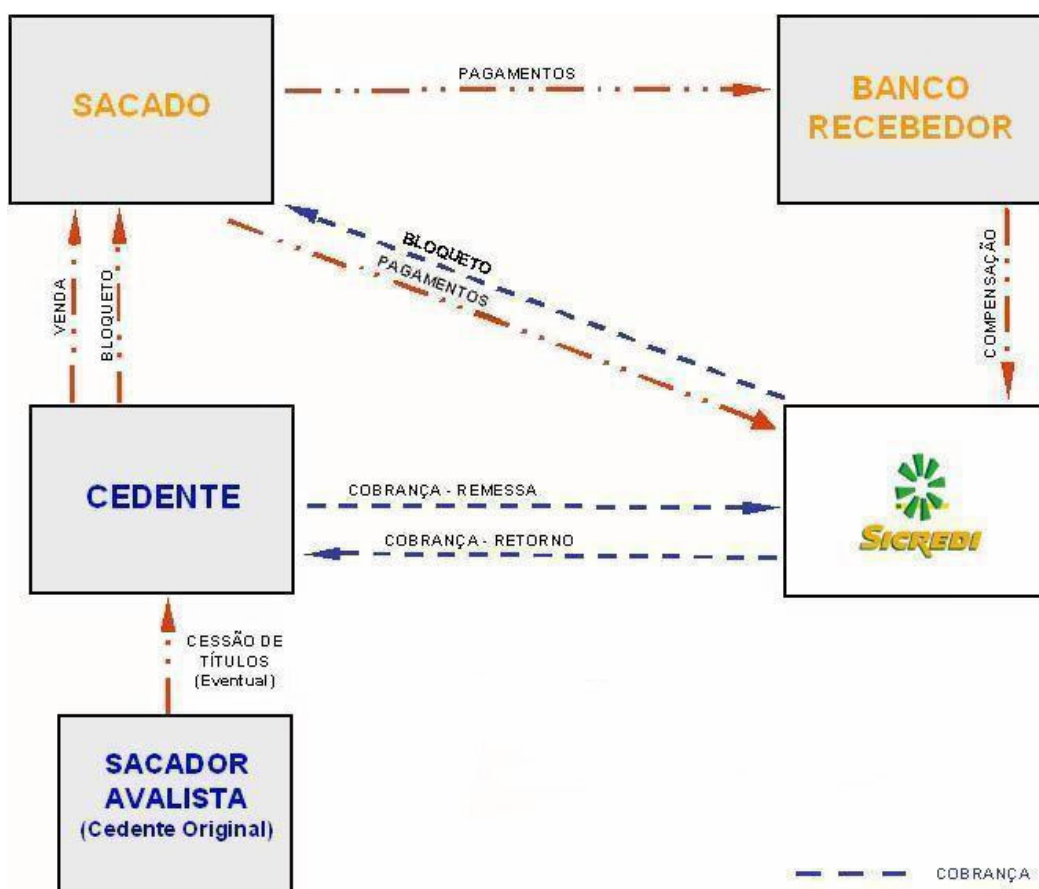 SACADO
PAGAMENTOS
BANCO
RECEBEDOR
VENDA
BLOQUETO
BLOQUETO
PAGAMENTOS
COMPENSAÇÃO
CEDENTE
COBRANÇA - REMESSA
COBRANÇA - RETORNO
SICREDI
CESSÃO DE
TÍTULOS
(Eventual)
SACADOR
AVALISTA
(Cedente Original)
COBRANÇA